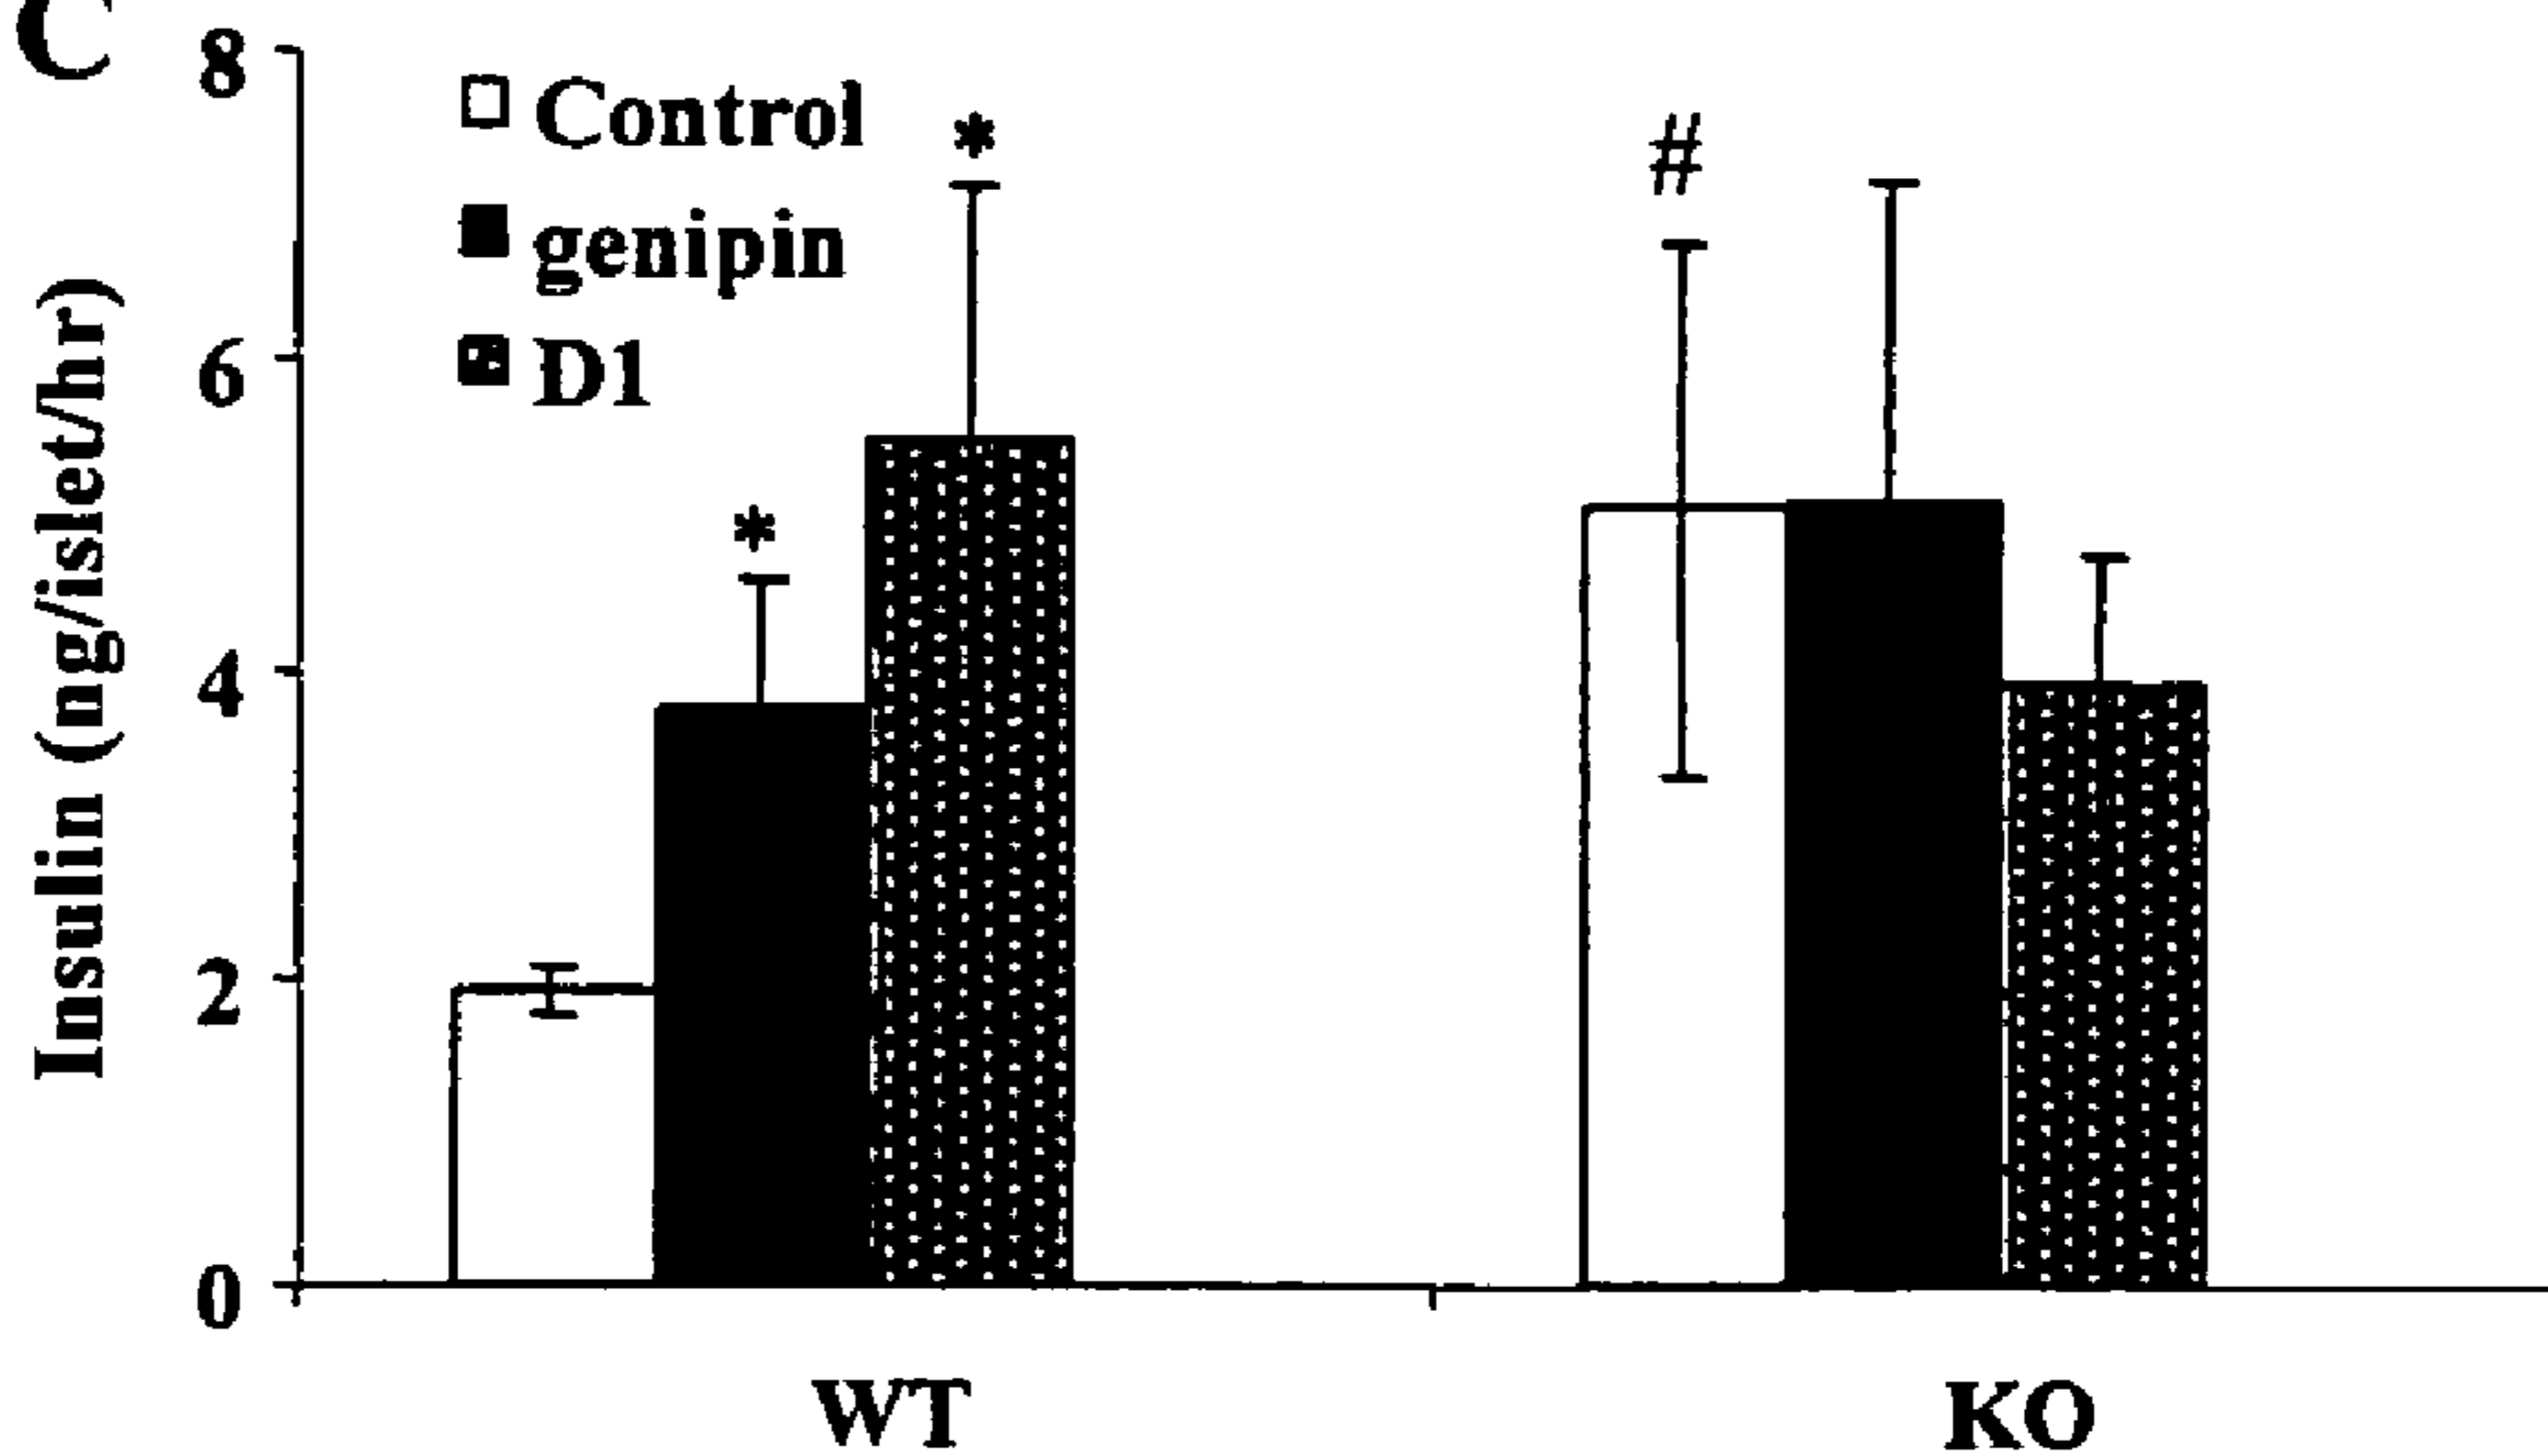 C
8
6
4
2
0
Insulin (ng/islet/hr)
Control
genipin
D1
*
*
#
WT
KO